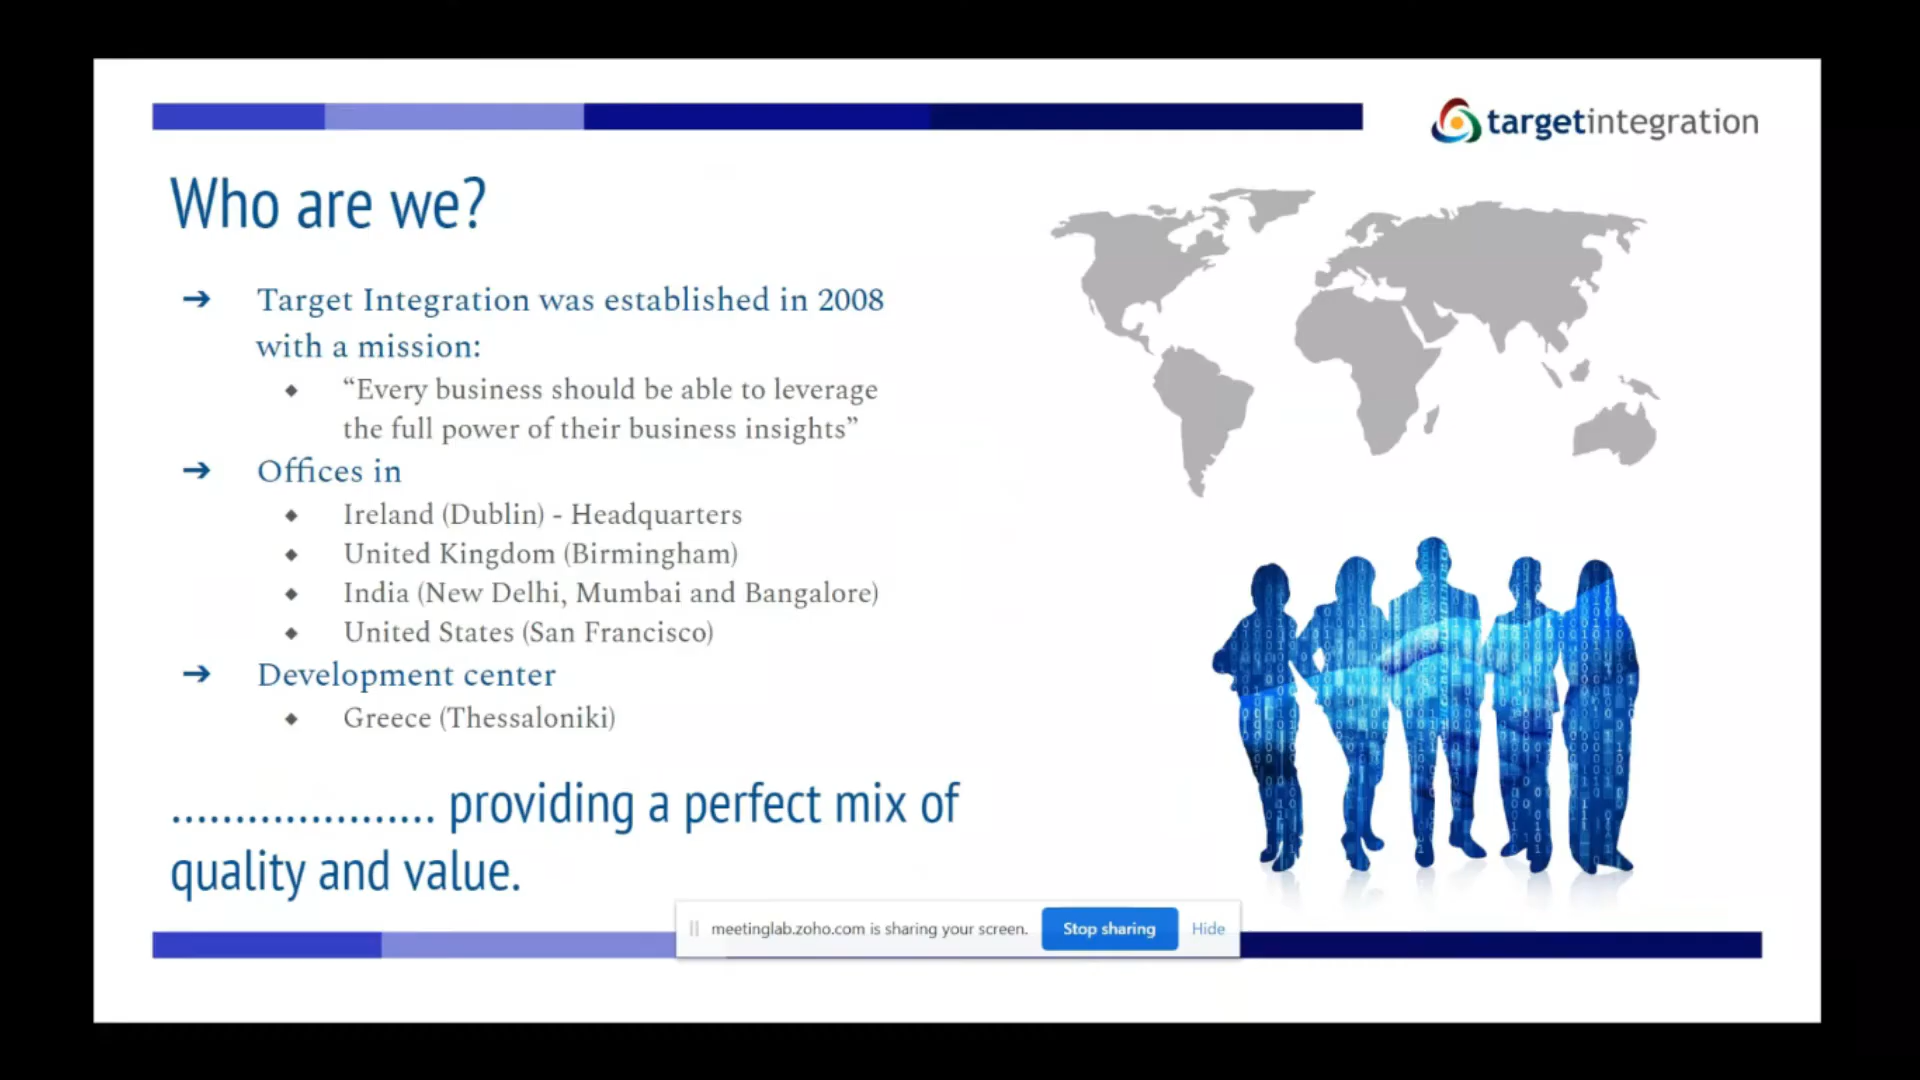 targetintegration
Who are we?
➔ Target Integration was established in 2008
with a mission:
◆ “Every business should be able to leverage
the full power of their business insights”
➔ Offices in
◆ Ireland (Dublin) - Headquarters
◆ United Kingdom (Birmingham)
◆ India (New Delhi, Mumbai and Bangalore)
◆ United States (San Francisco)
➔ Development center
◆ Greece (Thessaloniki)
..................... providing a perfect mix of
quality and value.
meetinglab.zoho.com is sharing your screen. Stop sharing Hide